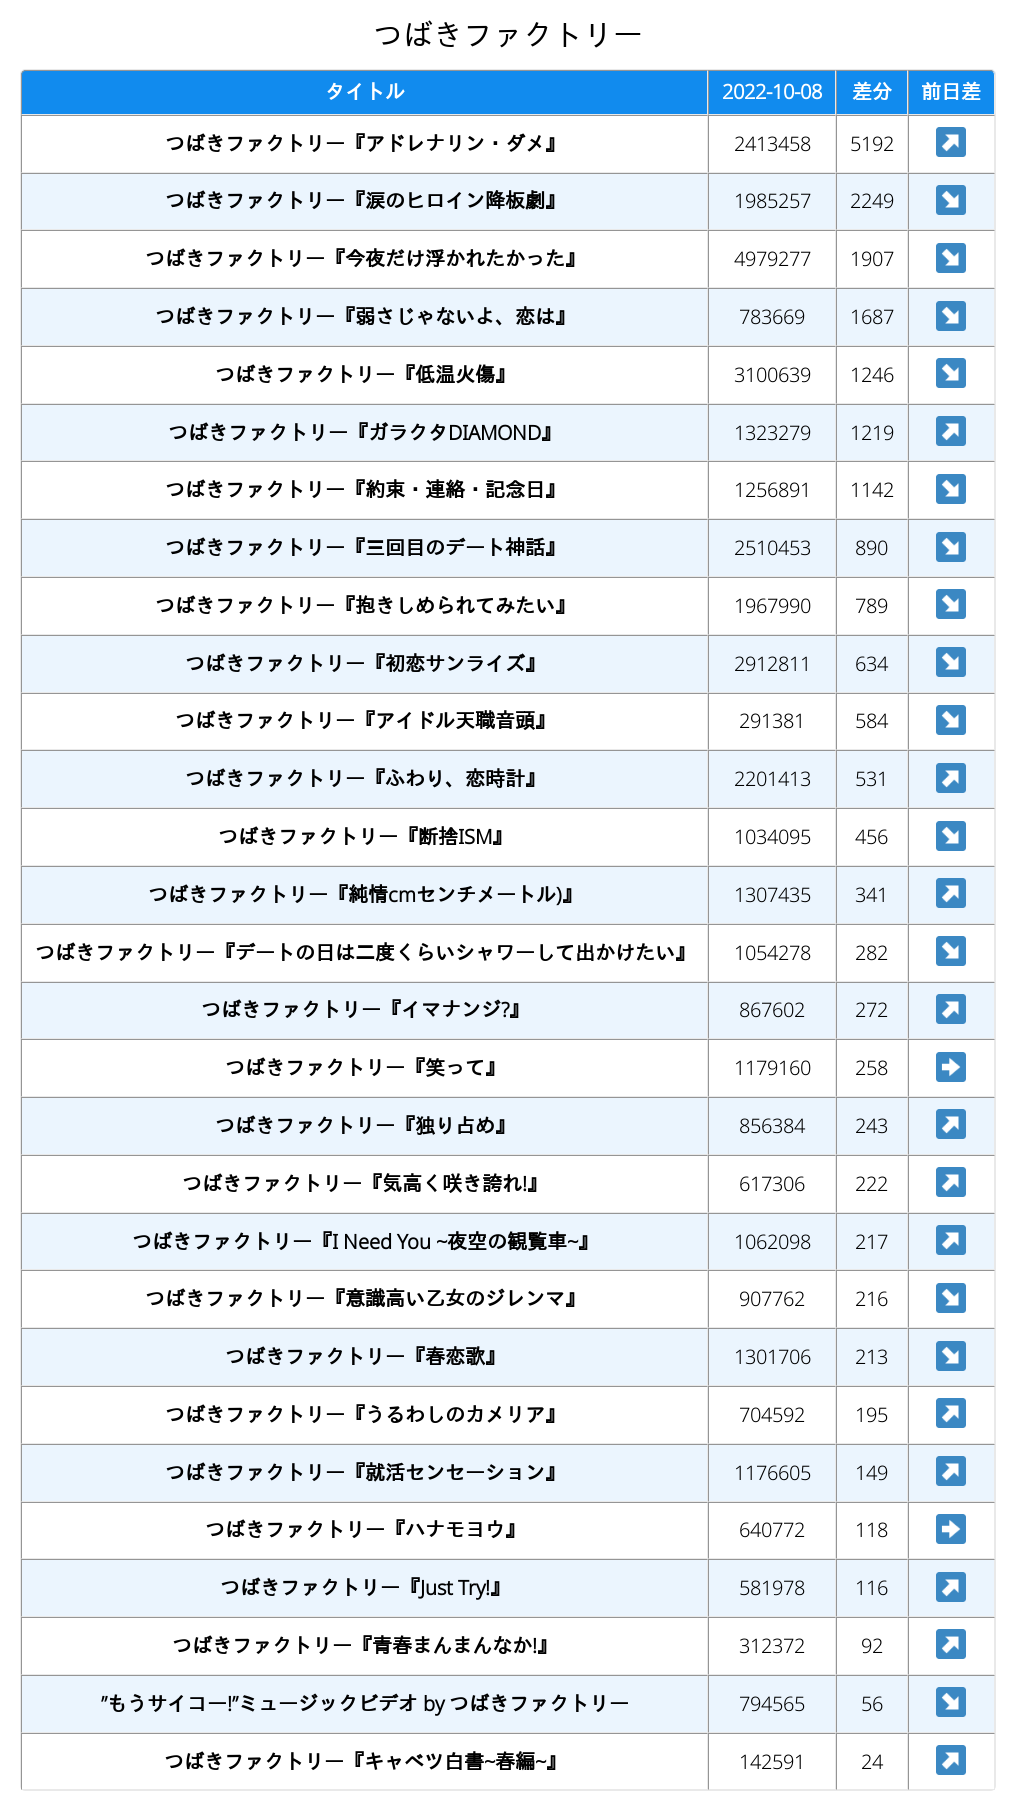 つばきファクトリー
タイトル 2022-10-08 差分 前日差
つばきファクトリー『アドレナリン・ダメ』 2413458 5192 ↗
つばきファクトリー『涙のヒロイン降板劇』 1985257 2249 ↘
つばきファクトリー『今夜だけ浮かれたかった』 4979277 1907 ↘
つばきファクトリー『弱さじゃないよ、恋は』 783669 1687 ↘
つばきファクトリー『低温火傷』 3100639 1246 ↘
つばきファクトリー『ガラクタDIAMOND』 1323279 1219 ↗
つばきファクトリー『約束・連絡・記念日』 1256891 1142 ↘
つばきファクトリー『三回目のデート神話』 2510453 890 ↘
つばきファクトリー『抱きしめられてみたい』 1967990 789 ↘
つばきファクトリー『初恋サンライズ』 2912811 634 ↘
つばきファクトリー『アイドル天職音頭』 291381 584 ↘
つばきファクトリー『ふわり、恋時計』 2201413 531 ↗
つばきファクトリー『断捨ISM』 1034095 456 ↘
つばきファクトリー『純情cmセンチメートル)』 1307435 341 ↗
つばきファクトリー『デートの日は二度くらいシャワーして出かけたい』 1054278 282 ↘
つばきファクトリー『イマナンジ?』 867602 272 ↗
つばきファクトリー『笑って』 1179160 258 ➡
つばきファクトリー『独り占め』 856384 243 ↗
つばきファクトリー『気高く咲き誇れ!』 617306 222 ↗
つばきファクトリー『I Need You ~夜空の観覧車~』 1062098 217 ↗
つばきファクトリー『意識高い乙女のジレンマ』 907762 216 ↘
つばきファクトリー『春恋歌』 1301706 213 ↘
つばきファクトリー『うるわしのカメリア』 704592 195 ↗
つばきファクトリー『就活センセーション』 1176605 149 ↗
つばきファクトリー『ハナモヨウ』 640772 118 ➡
つばきファクトリー『Just Try!』 581978 116 ↗
つばきファクトリー『青春まんまんなか!』 312372 92 ↗
”もうサイコー!”ミュージックビデオ by つばきファクトリー 794565 56 ↘
つばきファクトリー『キャベツ白書~春編~』 142591 24 ↗